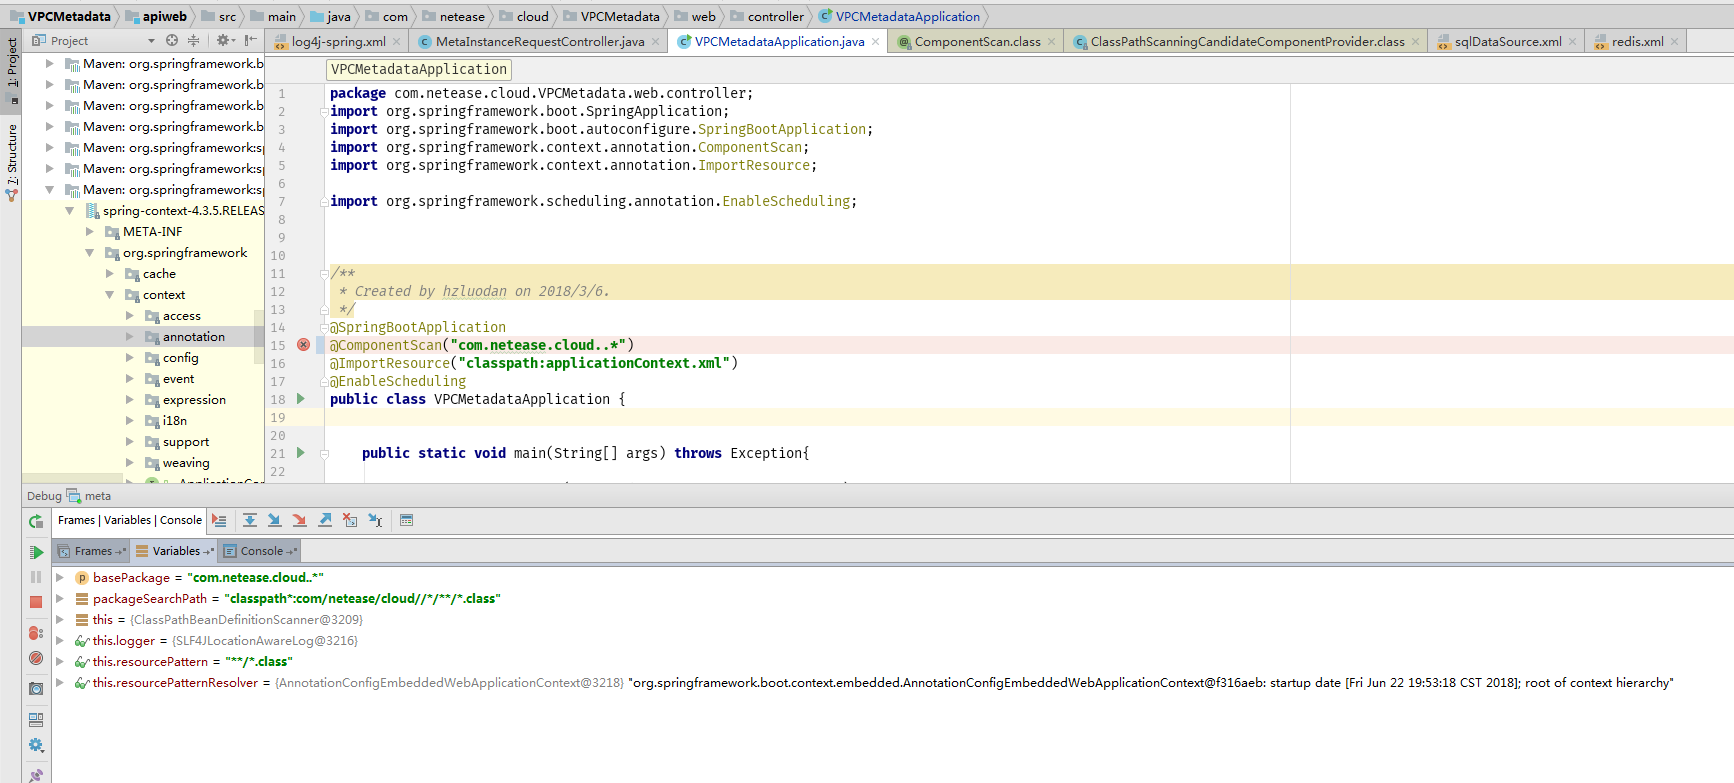 VPCMetadata apiweb src main java com netease cloud VPCMetadata web controller VPCMetadataApplication
1: Project
7: Structure
Project
log4j-spring.xml MetaInstanceRequestController.java VPCMetadataApplication.java ComponentScan.class ClassPathScanningCandidateComponentProvider.class sqlDataSource.xml redis.xml
Maven: org.springframework.b
Maven: org.springframework.b
Maven: org.springframework.b
Maven: org.springframework.b
Maven: org.springframework:sp
Maven: org.springframework:sp
Maven: org.springframework:sp
spring-context-4.3.5.RELEAS
META-INF
org.springframework
cache
context
access
annotation
config
event
expression
i18n
support
weaving
VPCMetadataApplication
1 package com.netease.cloud.VPCMetadata.web.controller;
2 import org.springframework.boot.SpringApplication;
3 import org.springframework.boot.autoconfigure.SpringBootApplication;
4 import org.springframework.context.annotation.ComponentScan;
5 import org.springframework.context.annotation.ImportResource;
6
7 import org.springframework.scheduling.annotation.EnableScheduling;
8
9
10
11 /**
12 * Created by hzluodan on 2018/3/6.
13 */
14 @SpringBootApplication
15 @ComponentScan("com.netease.cloud..*")
16 @ImportResource("classpath:applicationContext.xml")
17 @EnableScheduling
18 public class VPCMetadataApplication {
19
20
21 public static void main(String[] args) throws Exception{
22
Debug meta
Frames | Variables | Console
Frames Variables Console
basePackage = "com.netease.cloud..*"
packageSearchPath = "classpath*:com/netease/cloud//*/**/*.class"
this = {ClassPathBeanDefinitionScanner@3209}
this.logger = {SLF4JLocationAwareLog@3216}
this.resourcePattern = "**/*.class"
this.resourcePatternResolver = {AnnotationConfigEmbeddedWebApplicationContext@3218} "org.springframework.boot.context.embedded.AnnotationConfigEmbeddedWebApplicationContext@f316aeb: startup date [Fri Jun 22 19:53:18 CST 2018]; root of context hierarchy"